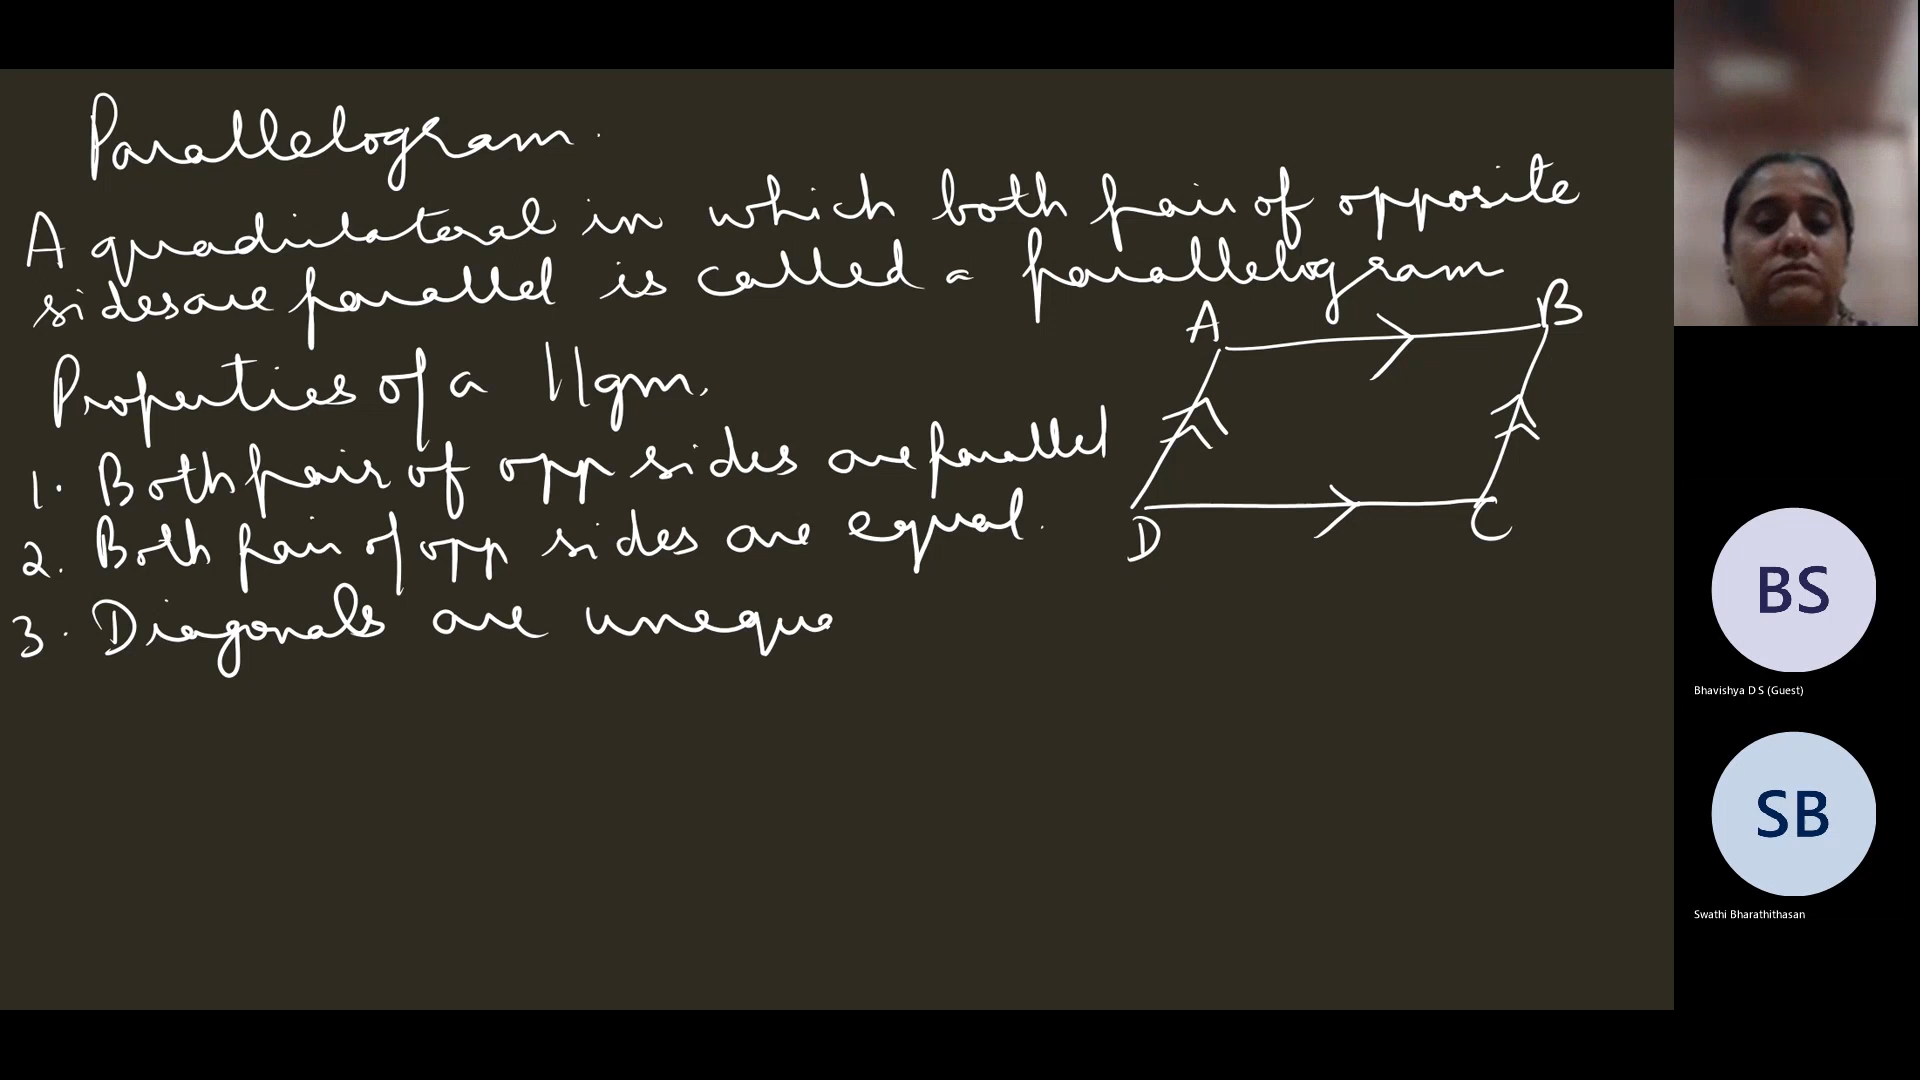 Parallelogram.
A quadrilateral in which both pair of opposite
sides are parallel is called a parallelogram
A
B
Properties of a llgm.
1. Both pair of opp sides are parallel
2. Both pair of opp sides are equal.
D
C
3. Diagonals are unequa
BS
Bhavishya D S (Guest)
SB
Swathi Bharathithasan